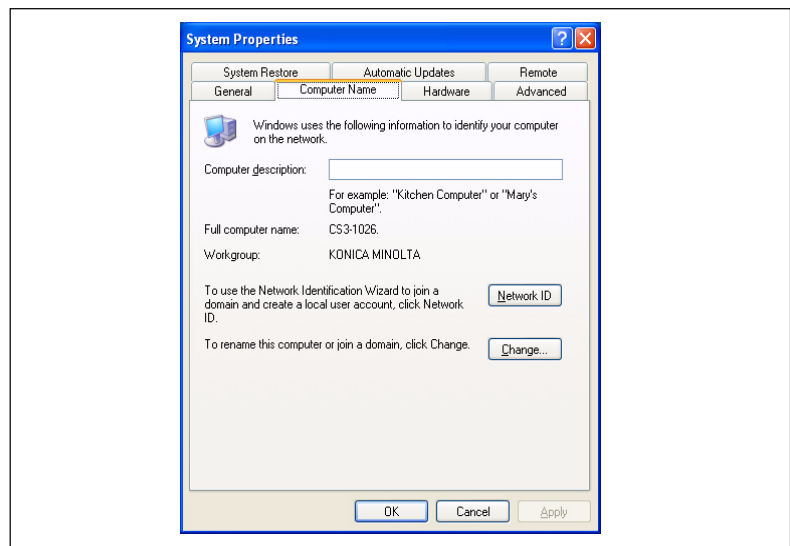 System Properties
System Restore Automatic Updates Remote
General Computer Name Hardware Advanced
Windows uses the following information to identify your computer
on the network.
Computer description:
For example: "Kitchen Computer" or "Mary's
Computer".
Full computer name: CS3-1026.
Workgroup: KONICA MINOLTA
To use the Network Identification Wizard to join a
domain and create a local user account, click Network
ID.
Network ID
To rename this computer or join a domain, click Change.
Change...
OK Cancel Apply